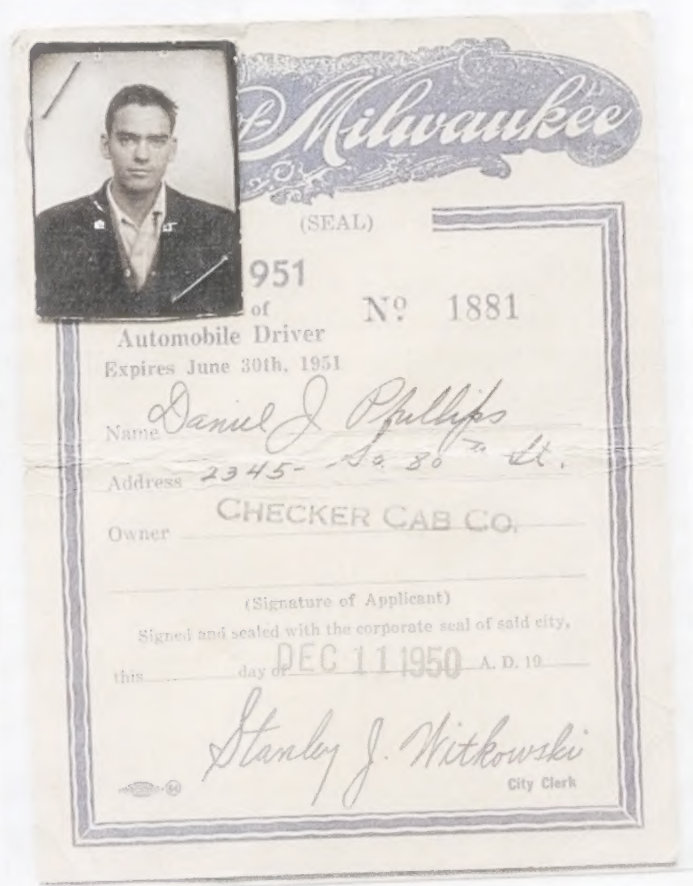 of Milwaukee
(SEAL)
951
of
Nº 1881
Automobile Driver
Expires June 30th, 1951
Name Daniel J Phillips
Address 2345- So. 80 th St.
Owner CHECKER CAB CO.
(Signature of Applicant)
Signed and sealed with the corporate seal of said city,
this day of DEC 11 1950 A. D. 19
Stanley J. Witkowski
City Clerk